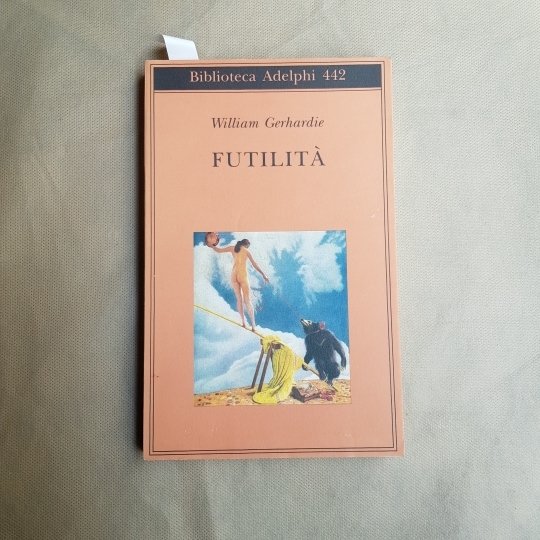 Biblioteca Adelphi 442
William Gerhardie
FUTILITÀ